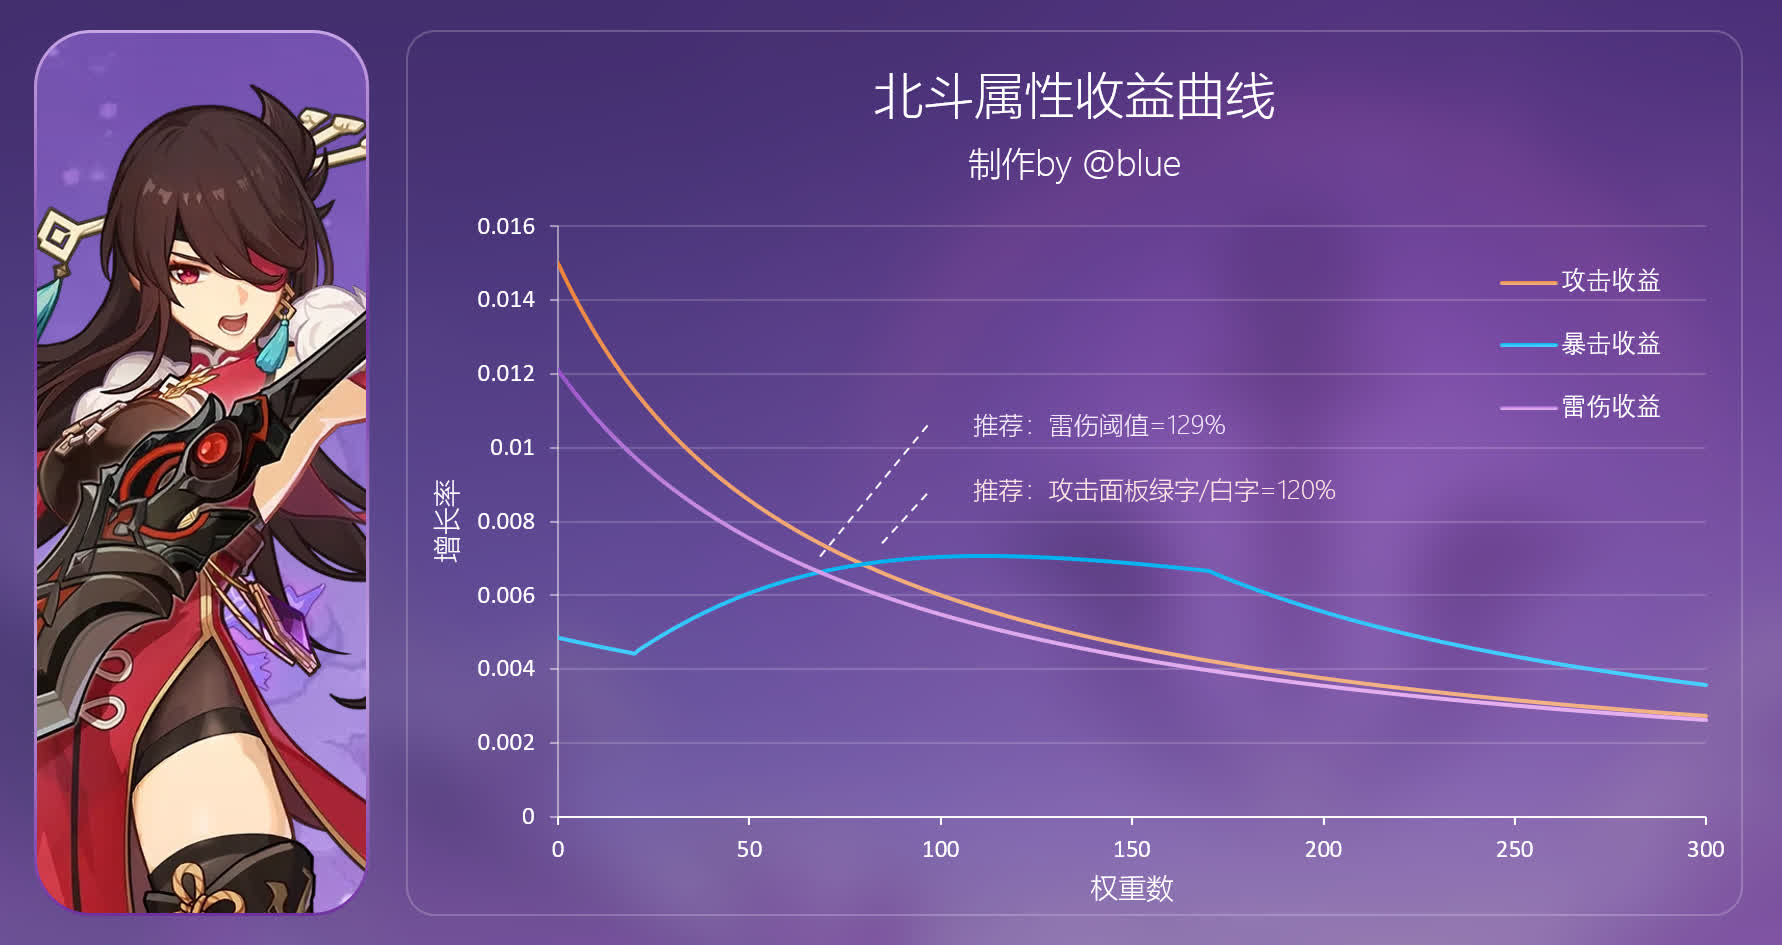 北斗属性收益曲线
制作by @blue
0.016
0.014
0.012
0.01
0.008
0.006
0.004
0.002
0
增长率
攻击收益
暴击收益
雷伤收益
推荐：雷伤阈值=129%
推荐：攻击面板绿字/白字=120%
0 50 100 150 200 250 300
权重数